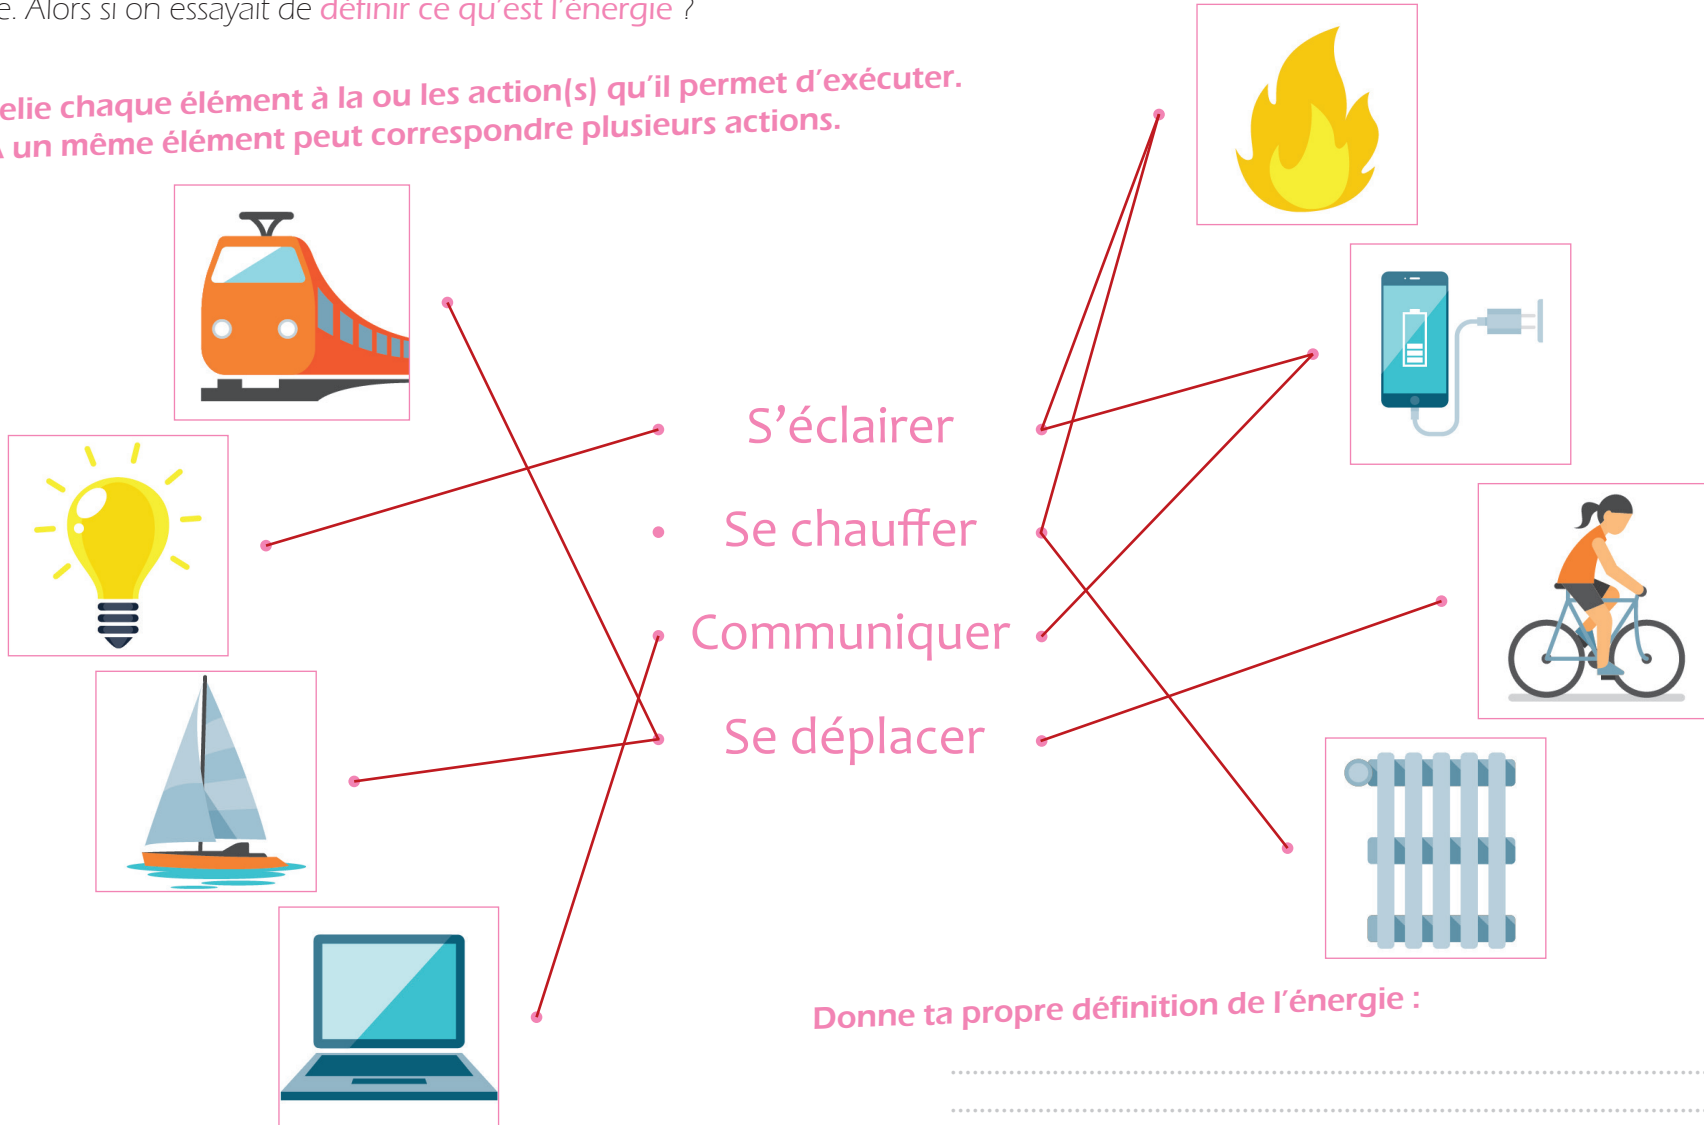 e. Alors si on essayait de définir ce qu'est l'énergie ?
elie chaque élément à la ou les action(s) qu'il permet d'exécuter.
À un même élément peut correspondre plusieurs actions.
S'éclairer
Se chauffer
Communiquer
Se déplacer
Donne ta propre définition de l'énergie :